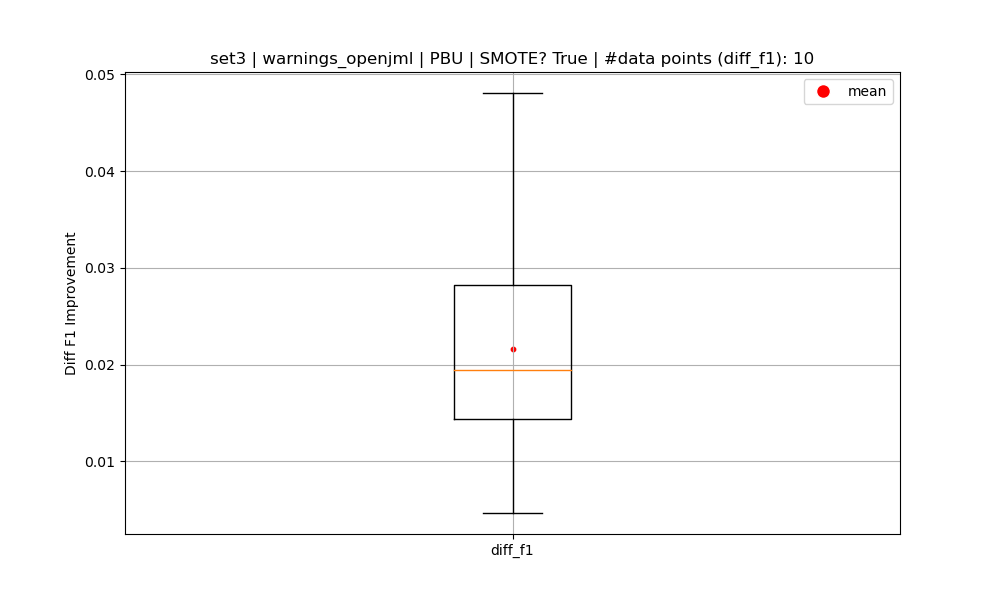 set3 | warnings_openjml | PBU | SMOTE? True | #data points (diff_f1): 10
mean
0.05
0.04
0.03
0.02
0.01
Diff F1 Improvement
diff_f1